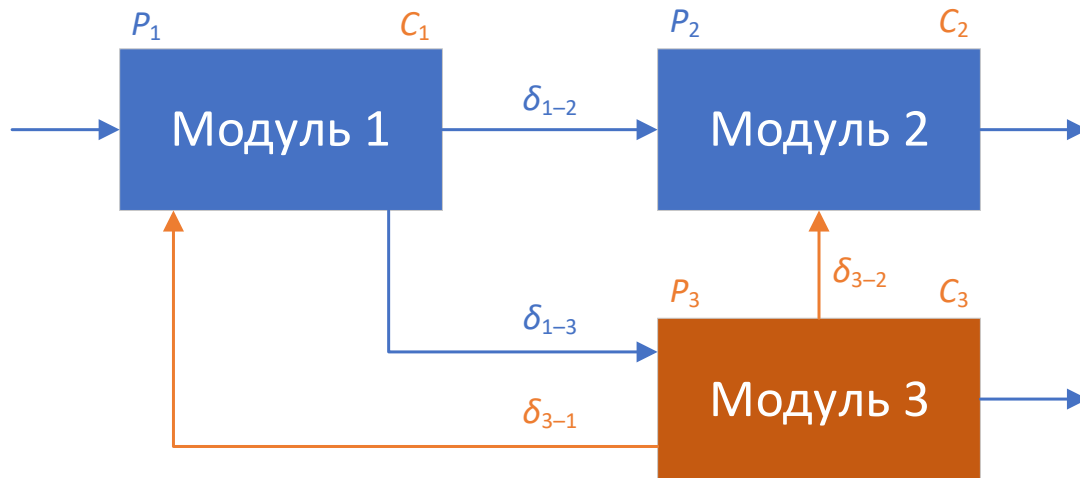 P₁ C₁ P₂ C₂
Модуль 1
δ₁₋₂
Модуль 2
δ₃₋₂
P₃ C₃
δ₁₋₃
Модуль 3
δ₃₋₁